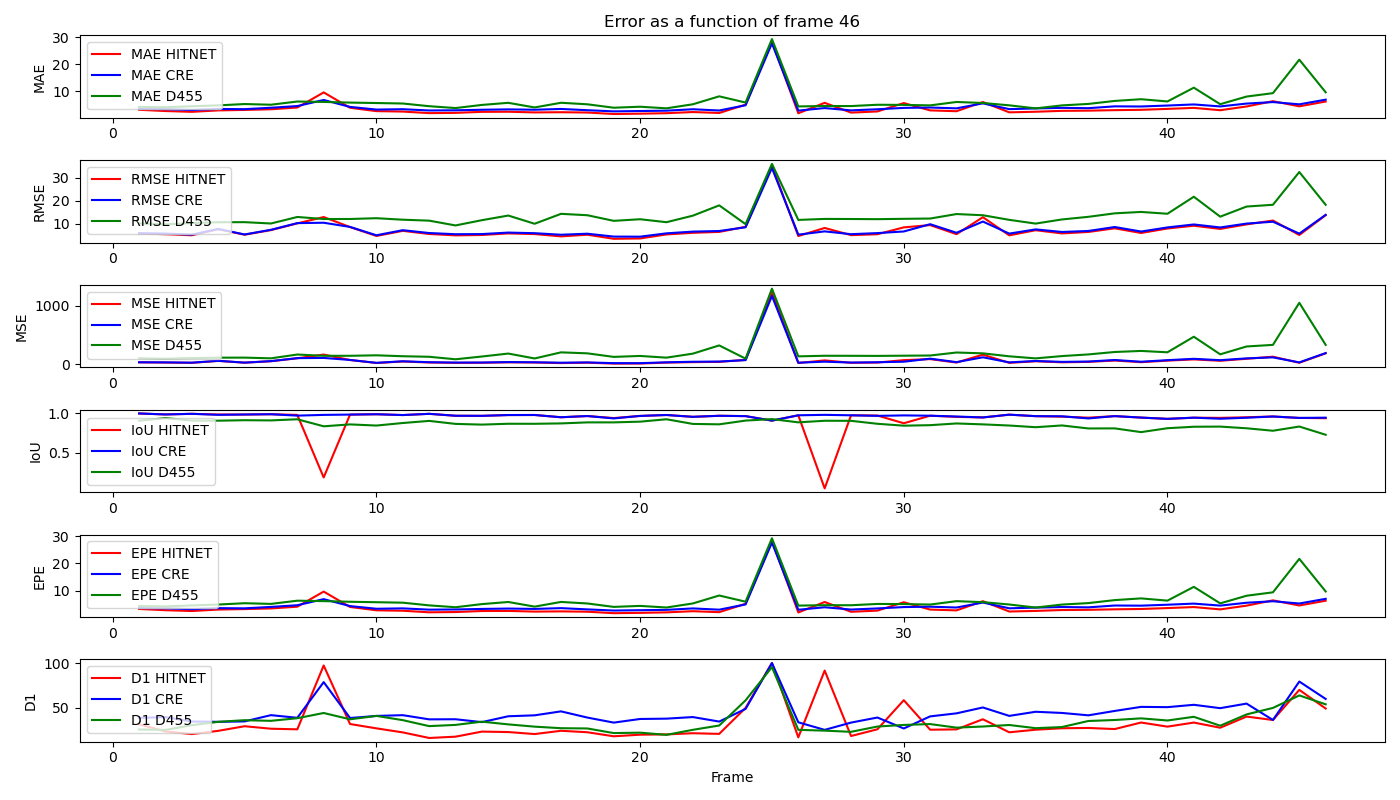 Error as a function of frame 46
MAE
30
20
10
MAE HITNET
MAE CRE
MAE D455
0 10 20 30 40
RMSE
30
20
10
RMSE HITNET
RMSE CRE
RMSE D455
0 10 20 30 40
MSE
1000
0
MSE HITNET
MSE CRE
MSE D455
0 10 20 30 40
IoU
1.0
0.5
IoU HITNET
IoU CRE
IoU D455
0 10 20 30 40
EPE
30
20
10
EPE HITNET
EPE CRE
EPE D455
0 10 20 30 40
D1
100
50
D1 HITNET
D1 CRE
D1 D455
0 10 20 30 40
Frame